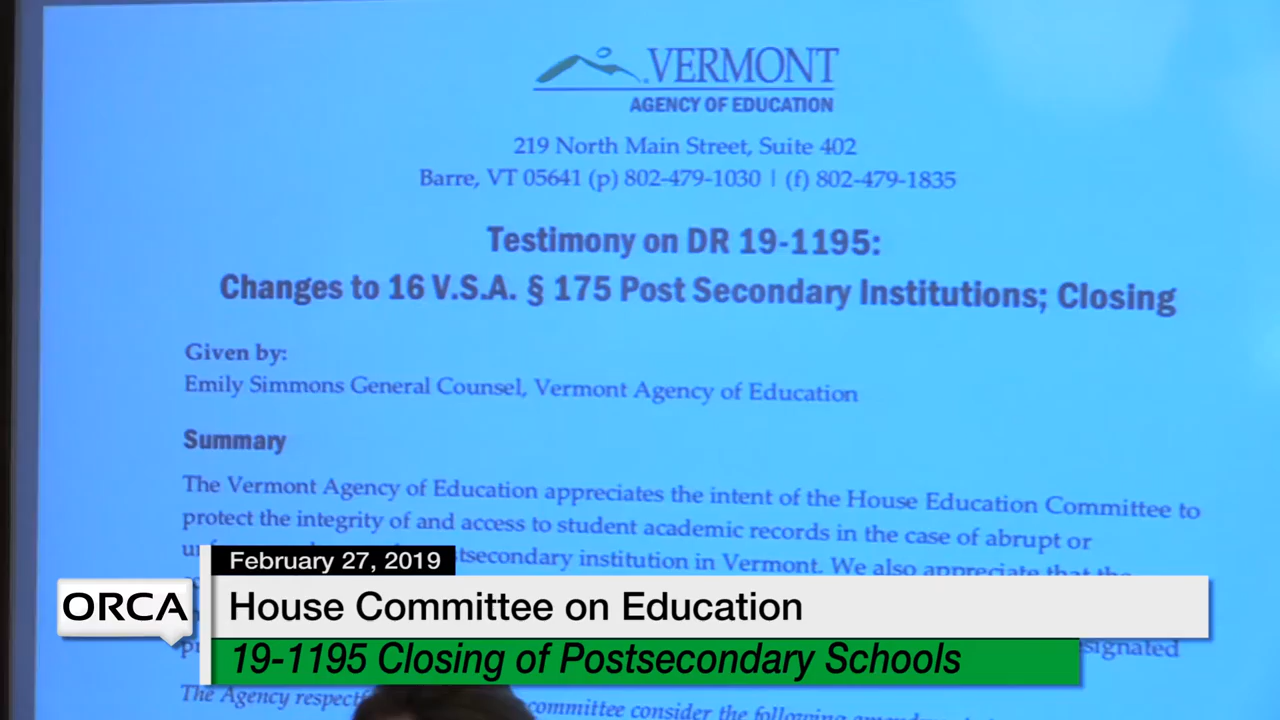 VERMONT
AGENCY OF EDUCATION
219 North Main Street, Suite 402
Barre, VT 05641 (p) 802-479-1030 | (f) 802-479-1835
Testimony on DR 19-1195:
Changes to 16 V.S.A. § 175 Post Secondary Institutions; Closing
Given by:
Emily Simmons General Counsel, Vermont Agency of Education
Summary
The Vermont Agency of Education appreciates the intent of the House Education Committee to
protect the integrity of and access to student academic records in the case of abrupt or
institution in Vermont. We also appreciate that the
The Agency committee consider the following
February 27, 2019
ORCA
House Committee on Education
19-1195 Closing of Postsecondary Schools